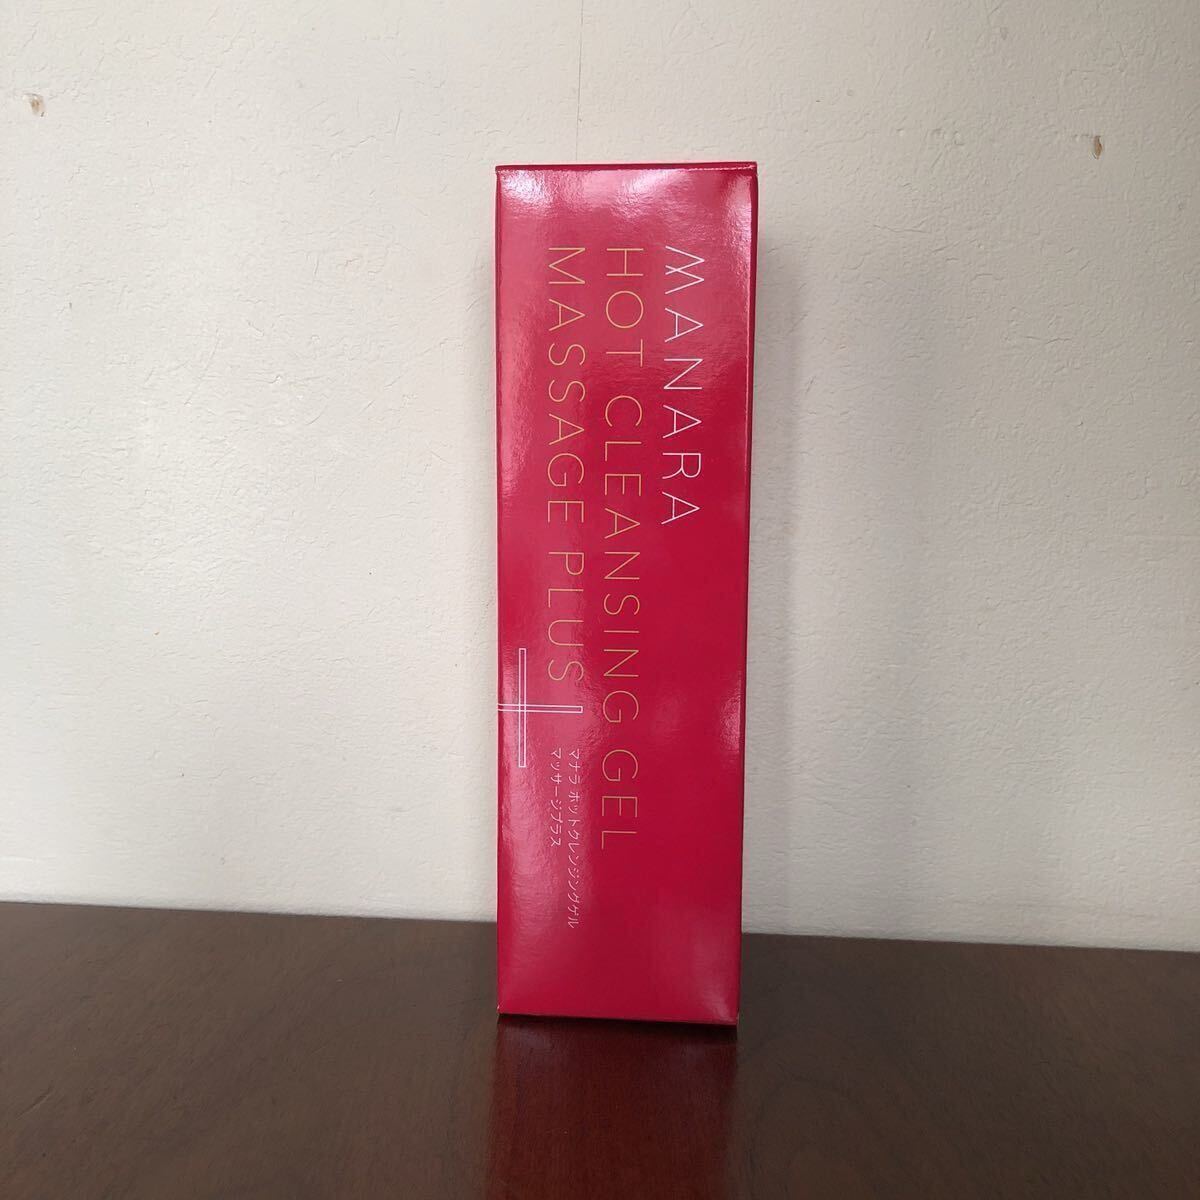 MANARA
HOT CLEANSING GEL
MASSAGE PLUS
マナラ ホットクレンジングゲル
マッサージプラス